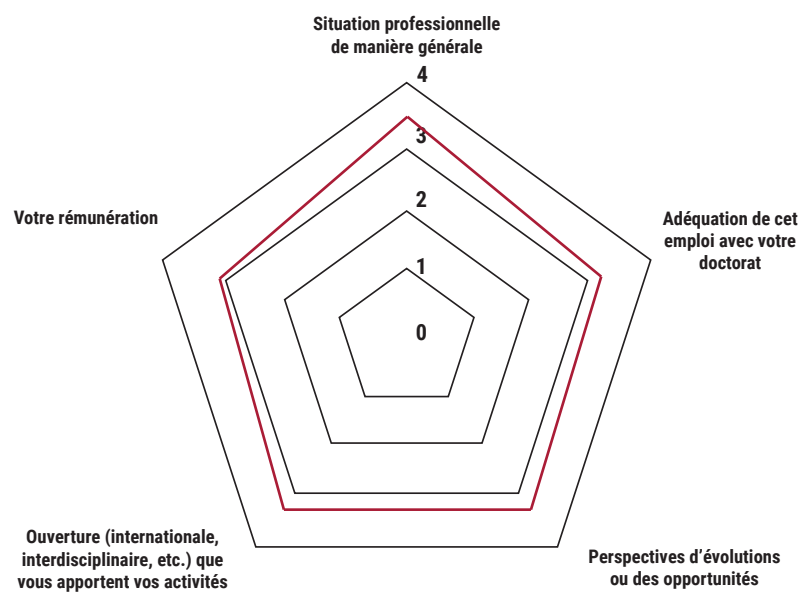 Situation professionnelle
de manière générale
4
3
2
1
0
Votre rémunération
Adéquation de cet
emploi avec votre
doctorat
Ouverture (internationale,
interdisciplinaire, etc.) que
vous apportent vos activités
Perspectives d’évolutions
ou des opportunités